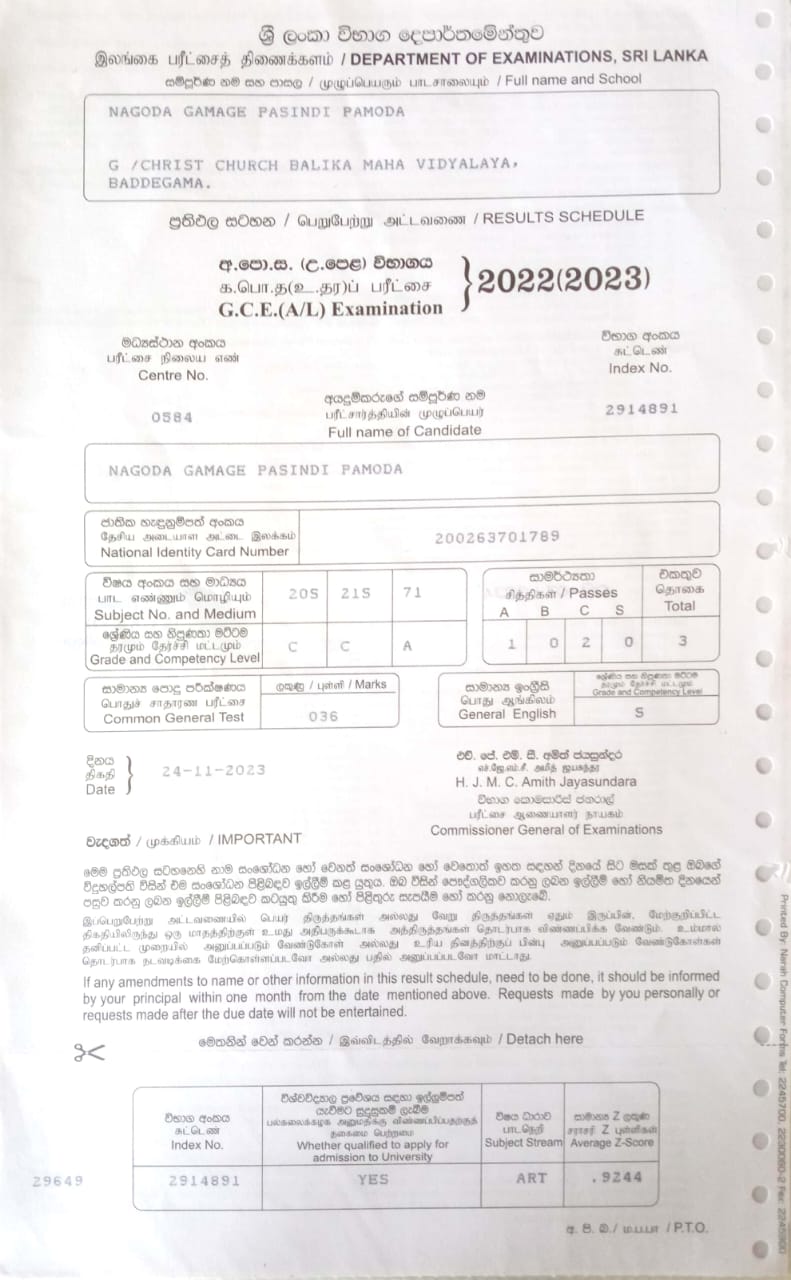 ශ්‍රී ලංකා විභාග දෙපාර්තමේන්තුව
இலங்கை பரீட்சைத் திணைக்களம் / DEPARTMENT OF EXAMINATIONS, SRI LANKA
සම්පූර්ණ නම සහ පාසල / முழுப்பெயரும் பாடசாலையும் / Full name and School
NAGODA GAMAGE PASINDI PAMODA
G /CHRIST CHURCH BALIKA MAHA VIDYALAYA,
BADDEGAMA.
ප්‍රතිඵල සටහන / பெறுபேற்று அட்டவணை / RESULTS SCHEDULE
අ.පො.ස. (උ.පෙළ) විභාගය
க.பொ.த(உ.தர)ப் பரீட்சை
G.C.E.(A/L) Examination
2022(2023)
මධ්‍යස්ථාන අංකය
பரீட்சை நிலைய எண்
Centre No.
0584
විභාග අංකය
சுட்டெண்
Index No.
2914891
අයදුම්කරුගේ සම්පූර්ණ නම
பரீட்சார்த்தியின் முழுப்பெயர்
Full name of Candidate
NAGODA GAMAGE PASINDI PAMODA
ජාතික හැඳුනුම්පත් අංකය
தேசிய அடையாள அட்டை இலக்கம்
National Identity Card Number
200263701789
විෂය අංකය සහ මාධ්‍යය
பாட எண்ணும் மொழியும்
Subject No. and Medium
20S 21S 71
ශ්‍රේණිය සහ නිපුණතා මට්ටම
தரமும் தேர்ச்சி மட்டமும்
Grade and Competency Level
C C A
සාමර්ථ්‍යතා
சித்திகள் / Passes
A B C S
1 0 2 0
එකතුව
தொகை
Total
3
සාමාන්‍ය පොදු පරීක්ෂණය
பொதுச் சாதாரண பரீட்சை
Common General Test
ලකුණු / புள்ளி / Marks
036
සාමාන්‍ය ඉංග්‍රීසි
பொது ஆங்கிலம்
General English
ශ්‍රේණිය සහ නිපුණතා මට්ටම
தரமும் தேர்ச்சி மட்டமும்
Grade and Competency Level
S
දිනය
திகதி
Date
24-11-2023
එච්. ජේ. එම්. සී. අමිත් ජයසුන්දර
எச்.ஜே.எம்.சீ. அமித் ஜயசுந்தர
H. J. M. C. Amith Jayasundara
විභාග කොමසාරිස් ජනරාල්
பரீட்சை ஆணையாளர் நாயகம்
Commissioner General of Examinations
වැදගත් / முக்கியம் / IMPORTANT
මෙම ප්‍රතිඵල සටහනෙහි නාම සංශෝධන හෝ වෙනත් සංශෝධන හෝ වෙතොත් ඉහත සඳහන් දිනයේ සිට මසක් තුළ ඔබගේ
විදුහල්පති විසින් එම සංශෝධන පිළිබඳව ඉල්ලීම් කළ යුතුය. ඔබ විසින් පෞද්ගලිකව කරනු ලබන ඉල්ලීම් හෝ නියමිත දිනයෙන්
පසුව කරනු ලබන ඉල්ලීම් පිළිබඳව කටයුතු කිරීම හෝ පිළිතුරු සැපයීම හෝ කරනු නොලැබේ.
இப்பெறுபேற்று அட்டவணையில் பெயர் திருத்தங்கள் அல்லது வேறு திருத்தங்கள் ஏதும் இருப்பின், மேற்குறிப்பிட்ட
திகதியிலிருந்து ஒரு மாதத்திற்குள் உமது அதிபருக்கூடாக அத்திருத்தங்கள் தொடர்பாக விண்ணப்பிக்க வேண்டும். உம்மால்
தனிப்பட்ட முறையில் அனுப்பப்படும் வேண்டுகோள் அல்லது உரிய தினத்திற்குப் பின்பு அனுப்பப்படும் வேண்டுகோள்கள்
தொடர்பாக நடவடிக்கை மேற்கொள்ளப்படவோ அல்லது பதில் அனுப்பப்படவோ மாட்டாது.
If any amendments to name or other information in this result schedule, need to be done, it should be informed
by your principal within one month from the date mentioned above. Requests made by you personally or
requests made after the due date will not be entertained.
මෙතනින් වෙන් කරන්න / இவ்விடத்தில் வேறாக்கவும் / Detach here
විභාග අංකය
சுட்டெண்
Index No.
විශ්වවිද්‍යාල ප්‍රවේශය සඳහා ඉල්ලුම්පත්
යැවීමට සුදුසුකම් ලැබීම
பல்கலைக்கழக அனுமதிக்கு விண்ணப்பிப்பதற்குத்
தகைமை பெற்றமை
Whether qualified to apply for
admission to University
විෂය ධාරාව
பாடநெறி
Subject Stream
සාමාන්‍ය Z ලකුණ
சராசரி Z புள்ளிகள்
Average Z-Score
29649 2914891 YES ART .9244
අ. පි. බ./ ம.ப.பா / P.T.O.
Printed By: Narah Computer Forms Tel: 2245700, 2230080-2 Fax: 2245900